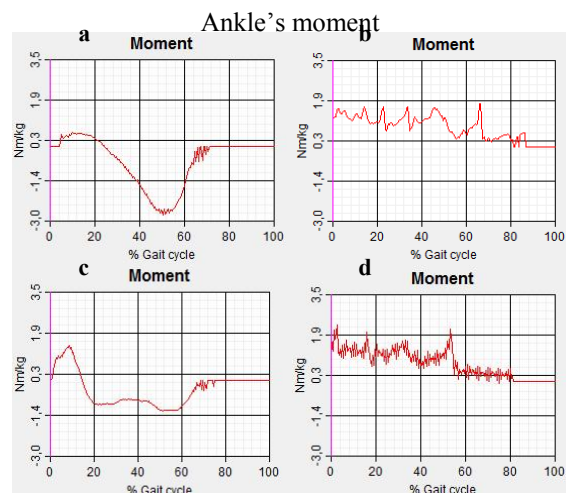 Ankle's moment
a
Moment
3,5
1,9
0,3
-1,4
-3,0
Nm/kg
0
20
40
60
80
100
% Gait cycle
b
Moment
3,5
1,9
0,3
-1,4
-3,0
Nm/kg
0
20
40
60
80
100
% Gait cycle
c
Moment
3,5
1,9
0,3
-1,4
-3,0
Nm/kg
0
20
40
60
80
100
% Gait cycle
d
Moment
3,5
1,9
0,3
-1,4
-3,0
Nm/kg
0
20
40
60
80
100
% Gait cycle